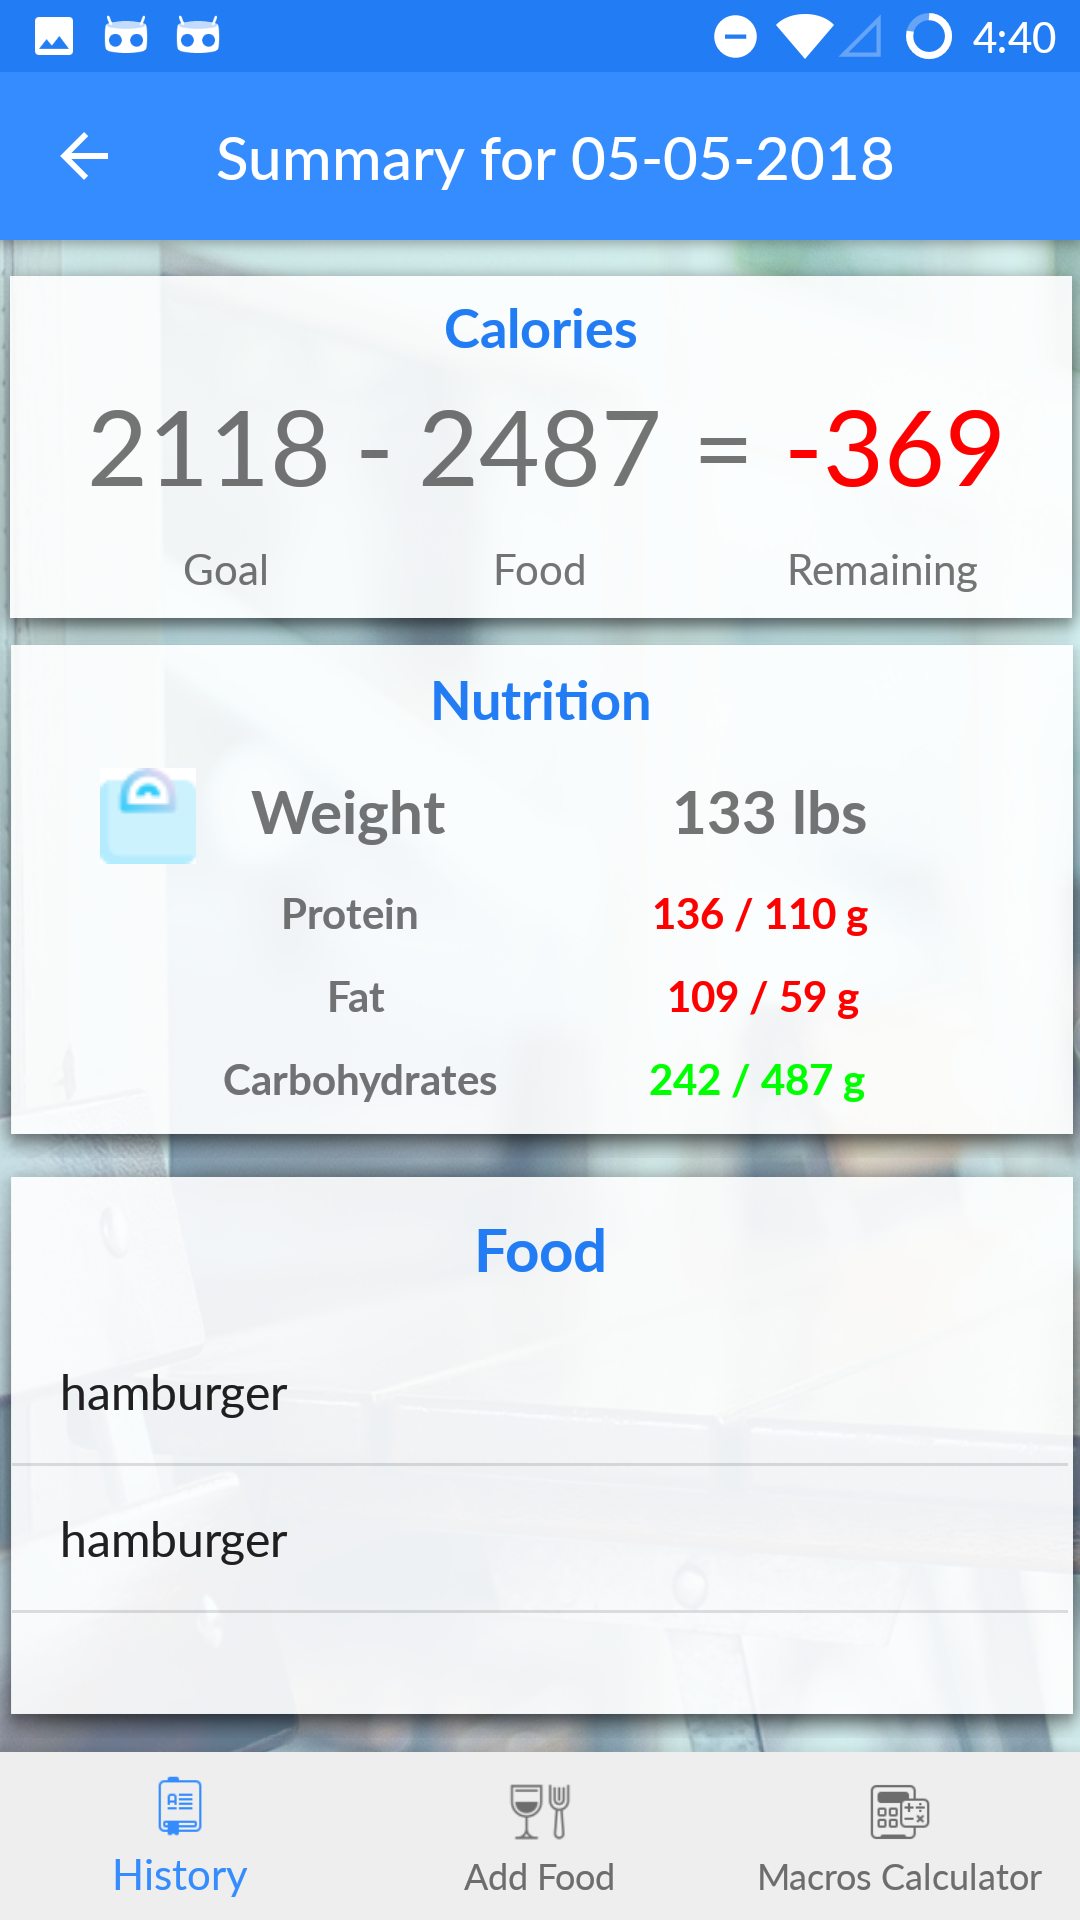 4:40
Summary for 05-05-2018
Calories
2118 - 2487 = -369
Goal Food Remaining
Nutrition
Weight 133 lbs
Protein 136 / 110 g
Fat 109 / 59 g
Carbohydrates 242 / 487 g
Food
hamburger
hamburger
History Add Food Macros Calculator